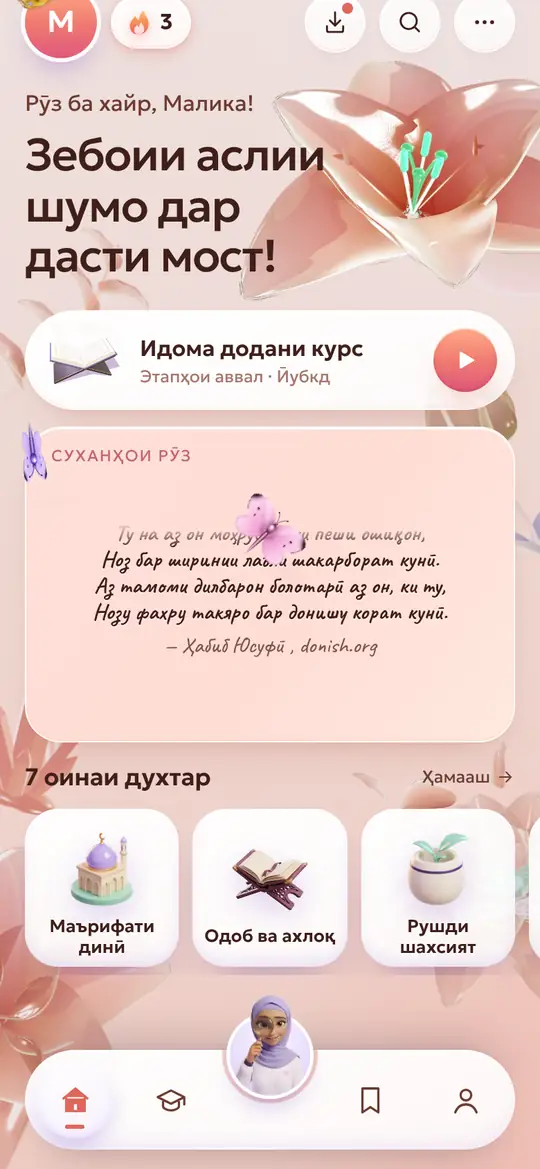 М
3
Рӯз ба хайр, Малика!
Зебоии аслии
шумо дар
дасти мост!
Идома додани курс
Этапҳои аввал · Йубкд
СУХАНҲОИ РӮЗ
Ту на аз он пеши ошиқон,
Ноз бар ширинии шакарборат кунӣ.
Аз тамоми дилбарон болотарӣ аз он, ки ту,
Нозу фахру такяро бар донишу корат кунӣ.
— Ҳабиб Юсуфӣ , donish.org
7 оинаи духтар
Ҳамааш →
Маърифати
динӣ
Одоб ва ахлоқ
Рушди
шахсият